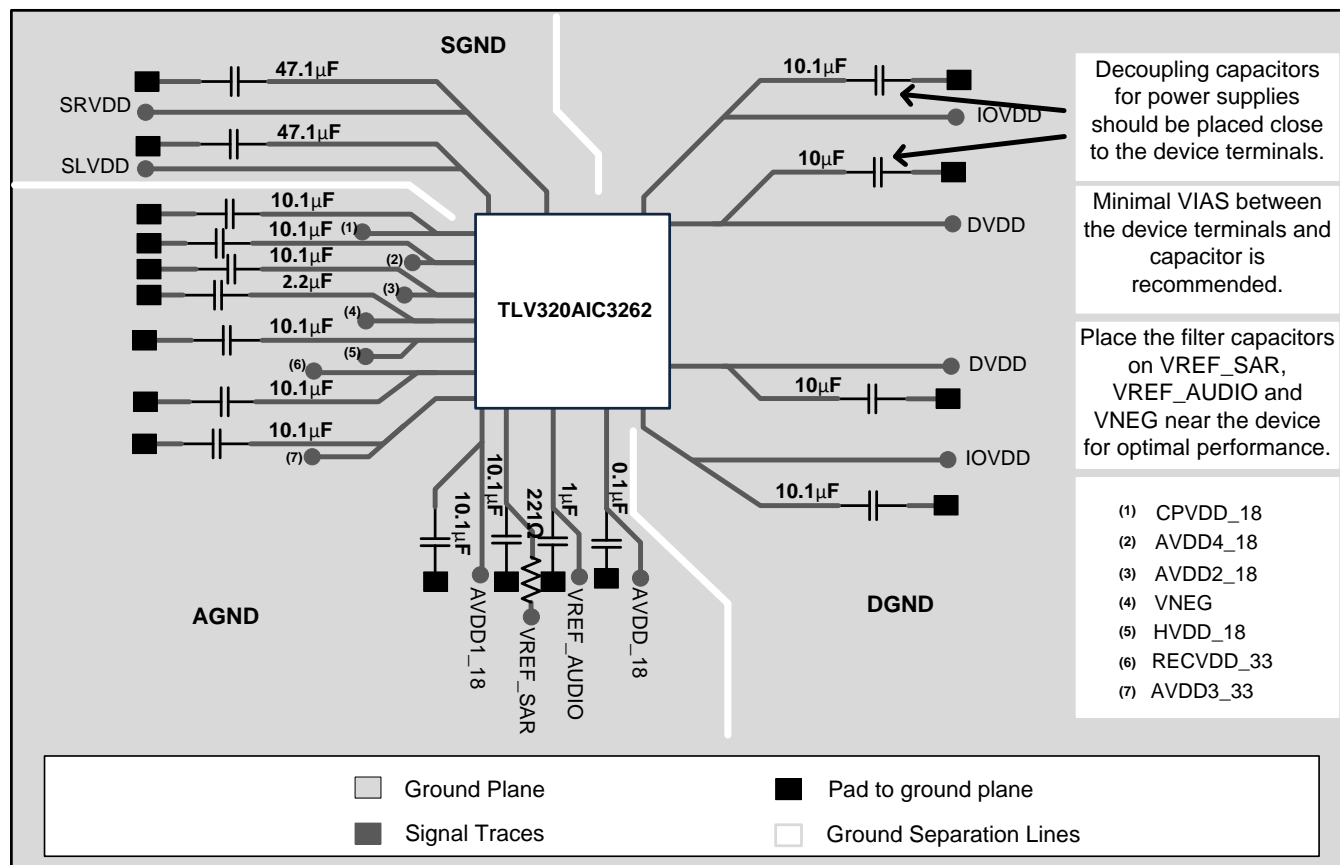 SGND
47.1μF
SRVDD
47.1μF
SLVDD
10.1μF
(1)
10.1μF
(2)
10.1μF
(3)
2.2μF
(4)
10.1μF
(5)
(6)
10.1μF
10.1μF
(7)
TLV320AIC3262
10.1μF
IOVDD
10μF
DVDD
DVDD
10μF
IOVDD
10.1μF
10.1μF
10.1μF
221Ω
1μF
0.1μF
AVDD1_18
VREF_SAR
VREF_AUDIO
AVDD_18
AGND
DGND
Decoupling capacitors
for power supplies
should be placed close
to the device terminals.
Minimal VIAS between
the device terminals and
capacitor is
recommended.
Place the filter capacitors
on VREF_SAR,
VREF_AUDIO and
VNEG near the device
for optimal performance.
(1) CPVDD_18
(2) AVDD4_18
(3) AVDD2_18
(4) VNEG
(5) HVDD_18
(6) RECVDD_33
(7) AVDD3_33
Ground Plane
Pad to ground plane
Signal Traces
Ground Separation Lines